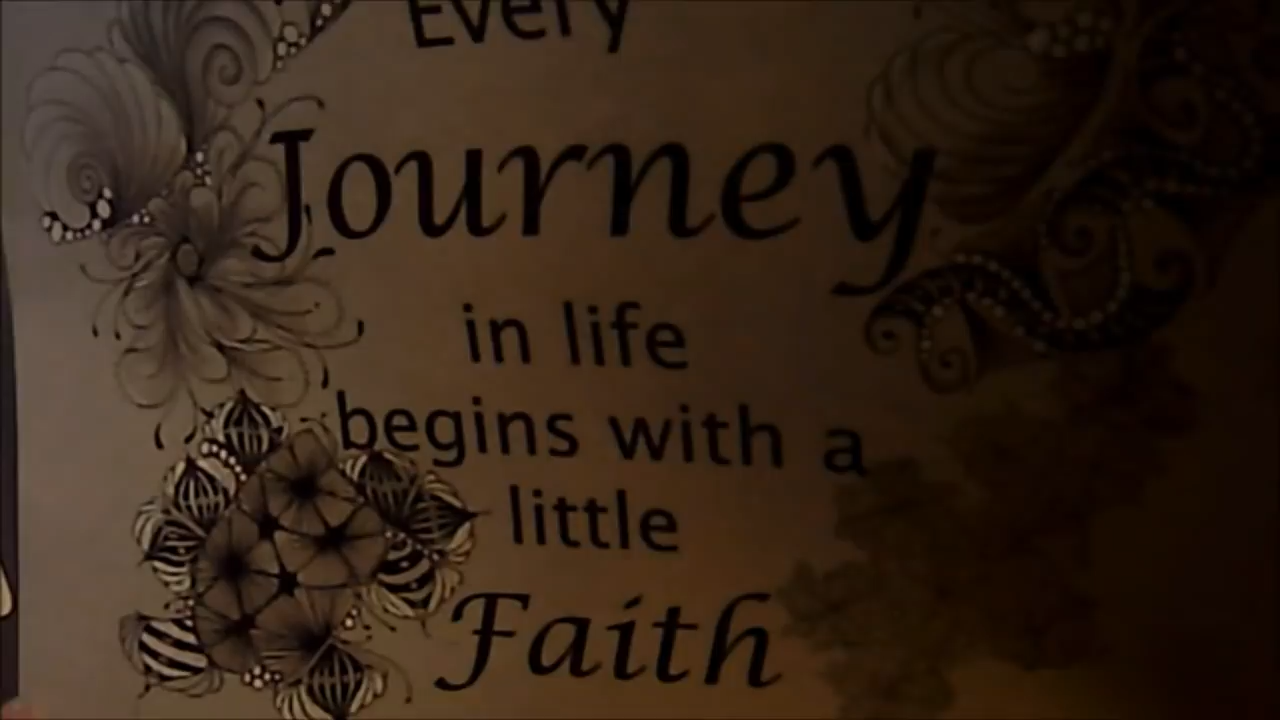 Every
Journey
in life
begins with a
little
Faith